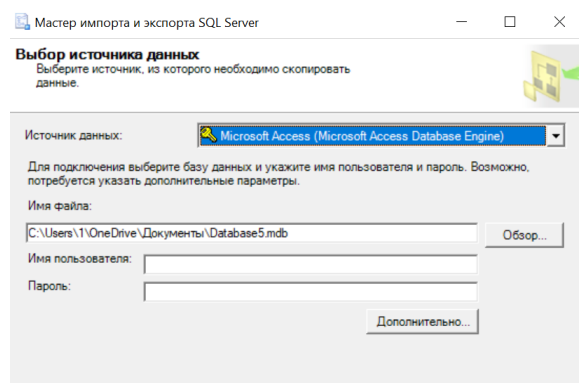 Мастер импорта и экспорта SQL Server
Выбор источника данных
Выберите источник, из которого необходимо скопировать
данные.
Источник данных:
Microsoft Access (Microsoft Access Database Engine)
Для подключения выберите базу данных и укажите имя пользователя и пароль. Возможно,
потребуется указать дополнительные параметры.
Имя файла:
C:\Users\1\OneDrive\Документы\Database5.mdb
Обзор...
Имя пользователя:
Пароль:
Дополнительно...